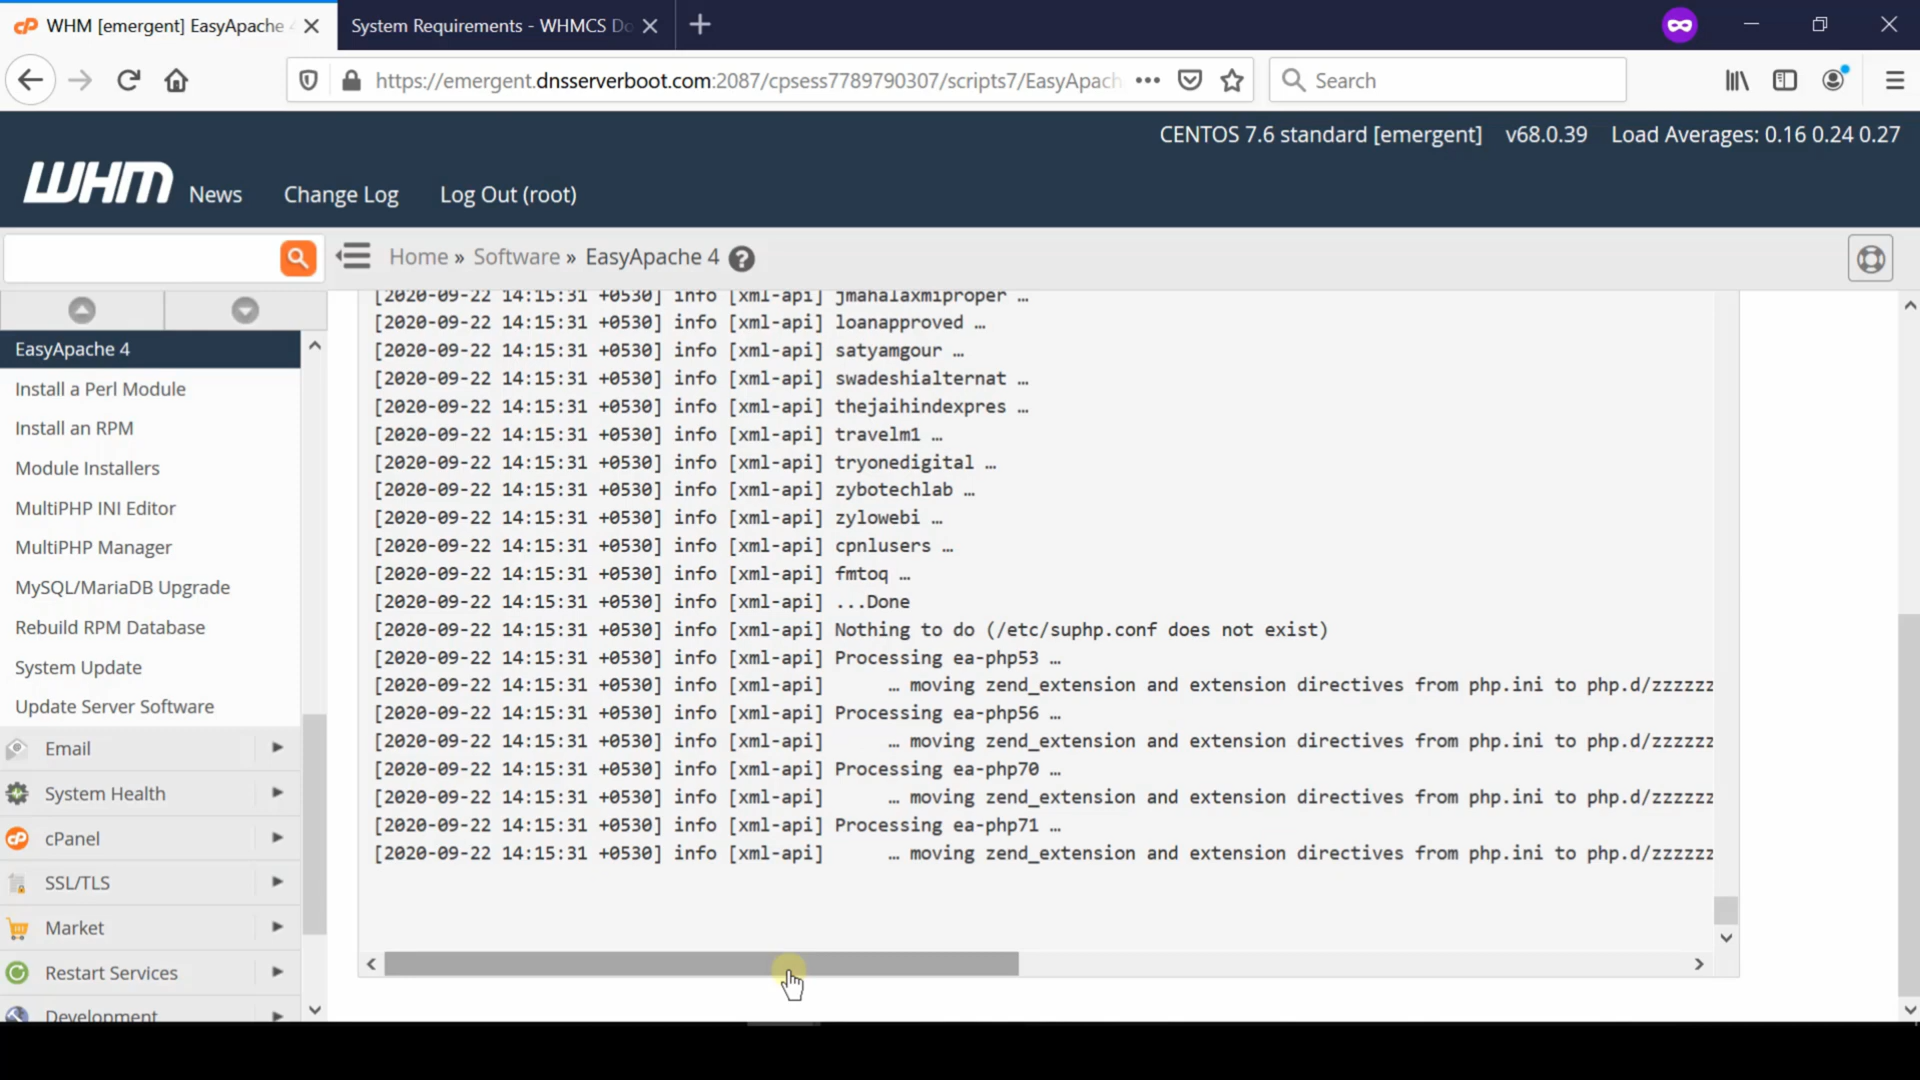 WHM [emergent] EasyApache 4
System Requirements - WHMCS Do
https://emergent.dnsserverboot.com:2087/cpsess7789790307/scripts7/EasyApach
Search
CENTOS 7.6 standard [emergent] v68.0.39 Load Averages: 0.16 0.24 0.27
WHM News Change Log Log Out (root)
Home » Software » EasyApache 4
EasyApache 4
Install a Perl Module
Install an RPM
Module Installers
MultiPHP INI Editor
MultiPHP Manager
MySQL/MariaDB Upgrade
Rebuild RPM Database
System Update
Update Server Software
Email
System Health
cPanel
SSL/TLS
Market
Restart Services
Development
[2020-09-22 14:15:31 +0530] info [xml-api] jmahalaxmiproper …
[2020-09-22 14:15:31 +0530] info [xml-api] loanapproved …
[2020-09-22 14:15:31 +0530] info [xml-api] satyamgour …
[2020-09-22 14:15:31 +0530] info [xml-api] swadeshialternat …
[2020-09-22 14:15:31 +0530] info [xml-api] thejaihindexpres …
[2020-09-22 14:15:31 +0530] info [xml-api] travelm1 …
[2020-09-22 14:15:31 +0530] info [xml-api] tryonedigital …
[2020-09-22 14:15:31 +0530] info [xml-api] zybotechlab …
[2020-09-22 14:15:31 +0530] info [xml-api] zylowebi …
[2020-09-22 14:15:31 +0530] info [xml-api] cpnlusers …
[2020-09-22 14:15:31 +0530] info [xml-api] fmtoq …
[2020-09-22 14:15:31 +0530] info [xml-api] ...Done
[2020-09-22 14:15:31 +0530] info [xml-api] Nothing to do (/etc/suphp.conf does not exist)
[2020-09-22 14:15:31 +0530] info [xml-api] Processing ea-php53 …
[2020-09-22 14:15:31 +0530] info [xml-api] … moving zend_extension and extension directives from php.ini to php.d/zzzzzz
[2020-09-22 14:15:31 +0530] info [xml-api] Processing ea-php56 …
[2020-09-22 14:15:31 +0530] info [xml-api] … moving zend_extension and extension directives from php.ini to php.d/zzzzzz
[2020-09-22 14:15:31 +0530] info [xml-api] Processing ea-php70 …
[2020-09-22 14:15:31 +0530] info [xml-api] … moving zend_extension and extension directives from php.ini to php.d/zzzzzz
[2020-09-22 14:15:31 +0530] info [xml-api] Processing ea-php71 …
[2020-09-22 14:15:31 +0530] info [xml-api] … moving zend_extension and extension directives from php.ini to php.d/zzzzzz